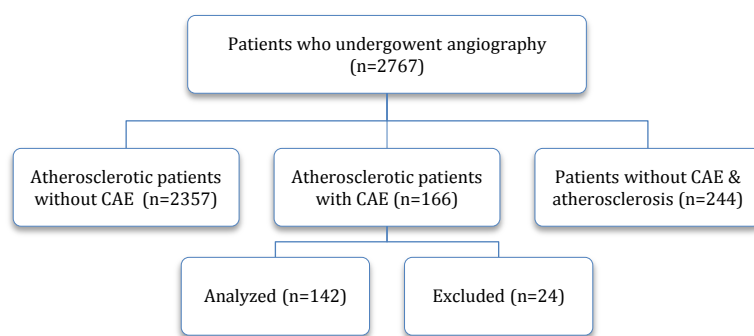 Patients who undergowent angiography
(n=2767)
Atherosclerotic patients
without CAE (n=2357)
Atherosclerotic patients
with CAE (n=166)
Patients without CAE &
atherosclerosis (n=244)
Analyzed (n=142)
Excluded (n=24)